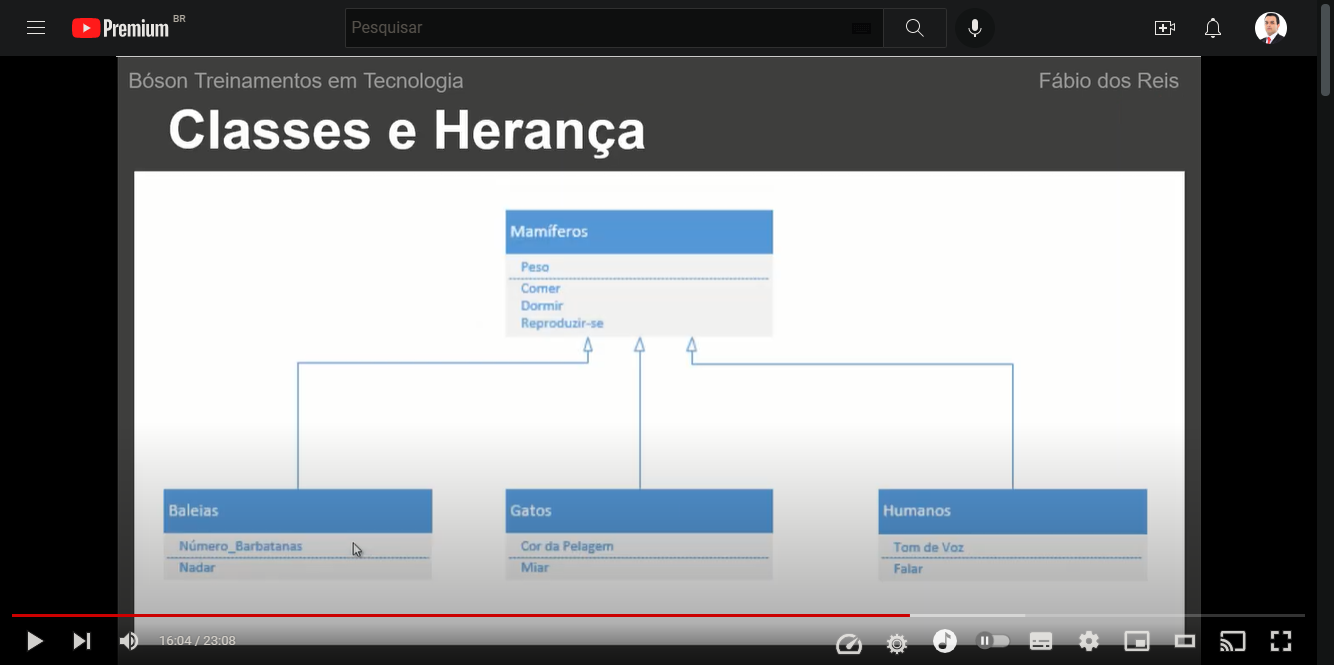 Premium BR
Pesquisar
Bóson Treinamentos em Tecnologia
Fábio dos Reis
Classes e Herança
Mamíferos
Peso
Comer
Dormir
Reproduzir-se
Baleias
Número_Barbatanas
Nadar
Gatos
Cor da Pelagem
Miar
Humanos
Tom de Voz
Falar
16:04 / 23:08